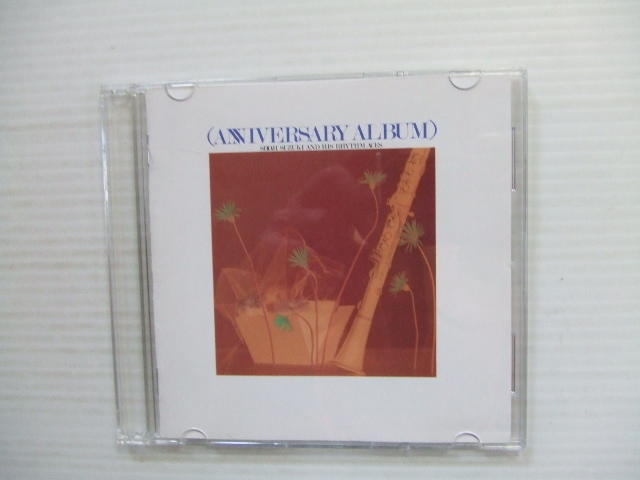 (ANNIVERSARY ALBUM)
SHOJI SUZUKI AND HIS RHYTHM ACES